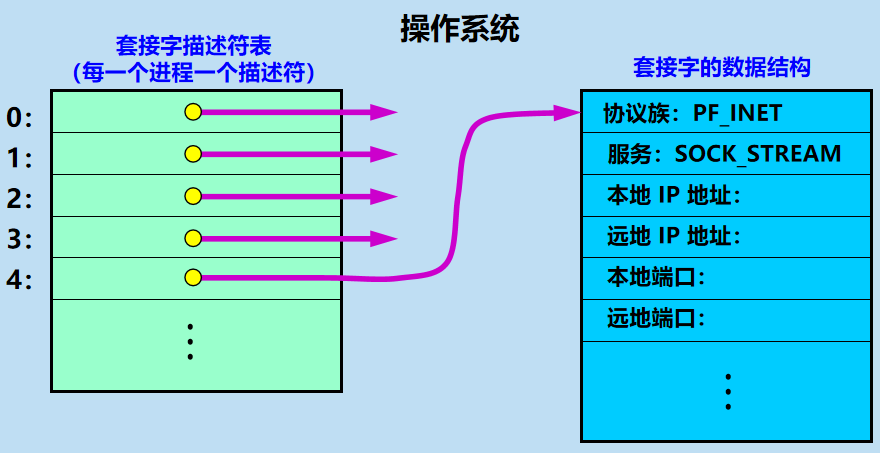 操作系统
套接字描述符表
（每一个进程一个描述符）
0：
1：
2：
3：
4：
套接字的数据结构
协议族：PF_INET
服务：SOCK_STREAM
本地 IP 地址：
远地 IP 地址：
本地端口：
远地端口：